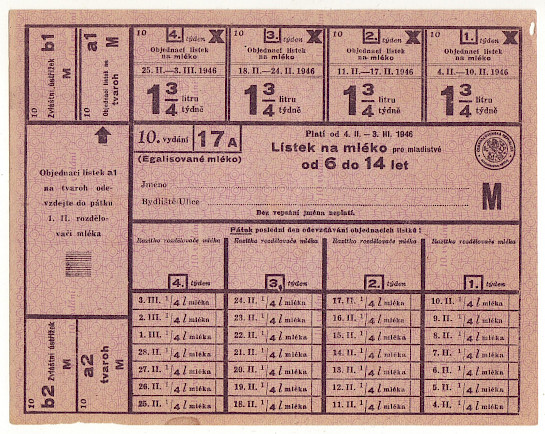 10 Zvláštní ústřižek b1 M
10 Objednací lístek na tvaroh a1 M
10 4. týden X
Objednací lístek
na mléko
25. II.—3. III. 1946
1 3/4 litru týdně
10 3. týden X
Objednací lístek
na mléko
18. II.—24. II. 1946
1 3/4 litru týdně
10 2. týden X
Objednací lístek
na mléko
11. II.—17. II. 1946
1 3/4 litru týdně
10 1. týden X
Objednací lístek
na mléko
4. II.—10. II. 1946
1 3/4 litru týdně
Objednací lístek a1
na tvaroh ode-
vzdejte do pátku
1. II. rozdělo-
vači mléka
10. vydání 17A
(Egalisované mléko)
Platí od 4. II. — 3. III. 1946
Lístek na mléko pro mladistvé
od 6 do 14 let
Jméno
Bydliště-Ulice
M
Bez vepsání jména neplatí.
Pátek poslední den odevzdávání objednacích lístků !
Razítko rozdělovače mléka
4. týden
Razítko rozdělovače mléka
3. týden
Razítko rozdělovače mléka
2. týden
Razítko rozdělovače mléka
1. týden
3. III. 1/4 l mléka 24. II. 1/4 l mléka 17. II. 1/4 l mléka 10. II. 1/4 l mléka
2. III. 1/4 l mléka 23. II. 1/4 l mléka 16. II. 1/4 l mléka 9. II. 1/4 l mléka
1. III. 1/4 l mléka 22. II. 1/4 l mléka 15. II. 1/4 l mléka 8. II. 1/4 l mléka
28. II. 1/4 l mléka 21. II. 1/4 l mléka 14. II. 1/4 l mléka 7. II. 1/4 l mléka
27. II. 1/4 l mléka 20. II. 1/4 l mléka 13. II. 1/4 l mléka 6. II. 1/4 l mléka
26. II. 1/4 l mléka 19. II. 1/4 l mléka 12. II. 1/4 l mléka 5. II. 1/4 l mléka
25. II. 1/4 l mléka 18. II. 1/4 l mléka 11. II. 1/4 l mléka 4. II. 1/4 l mléka
10 b2 Zvláštní ústřižek M
10 a2 tvaroh M